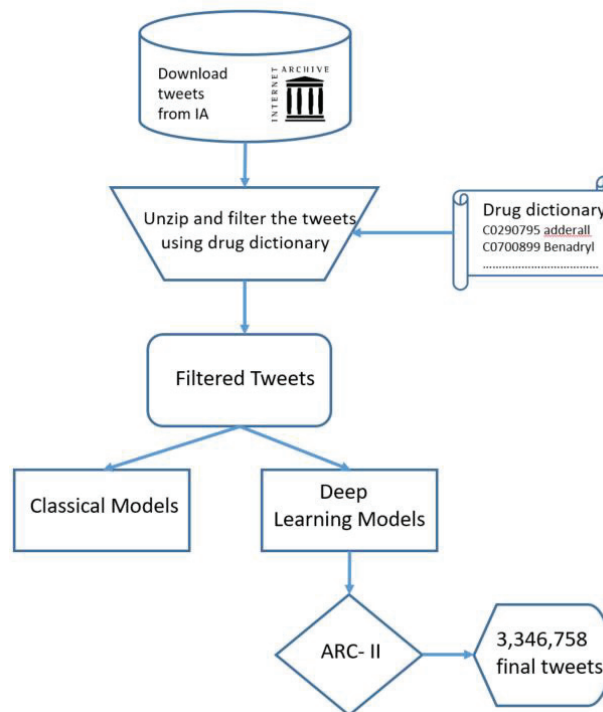 Download
tweets
from IA
INTERNET
ARCHIVE
Unzip and filter the tweets
using drug dictionary
Drug dictionary
C0290795 adderall
C0700899 Benadryl
.......................................
Filtered Tweets
Classical Models
Deep
Learning Models
ARC- II
3,346,758
final tweets